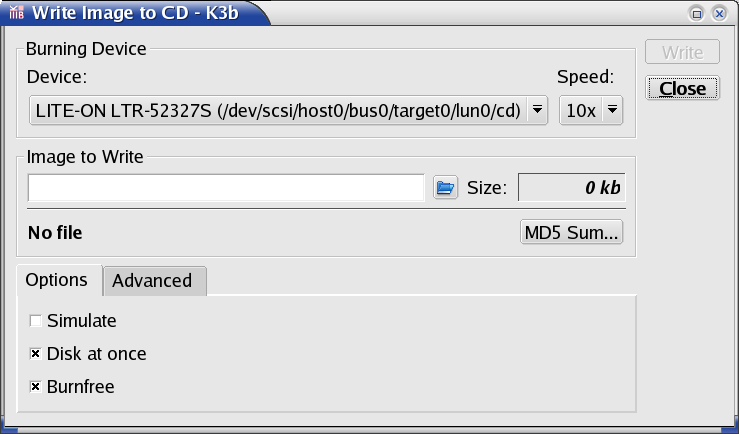 Write Image to CD - K3b
Burning Device
Device: Speed:
LITE-ON LTR-52327S (/dev/scsi/host0/bus0/target0/lun0/cd) 10x
Write
Close
Image to Write
Size: 0 kb
No file MD5 Sum...
Options Advanced
Simulate
Disk at once
Burnfree